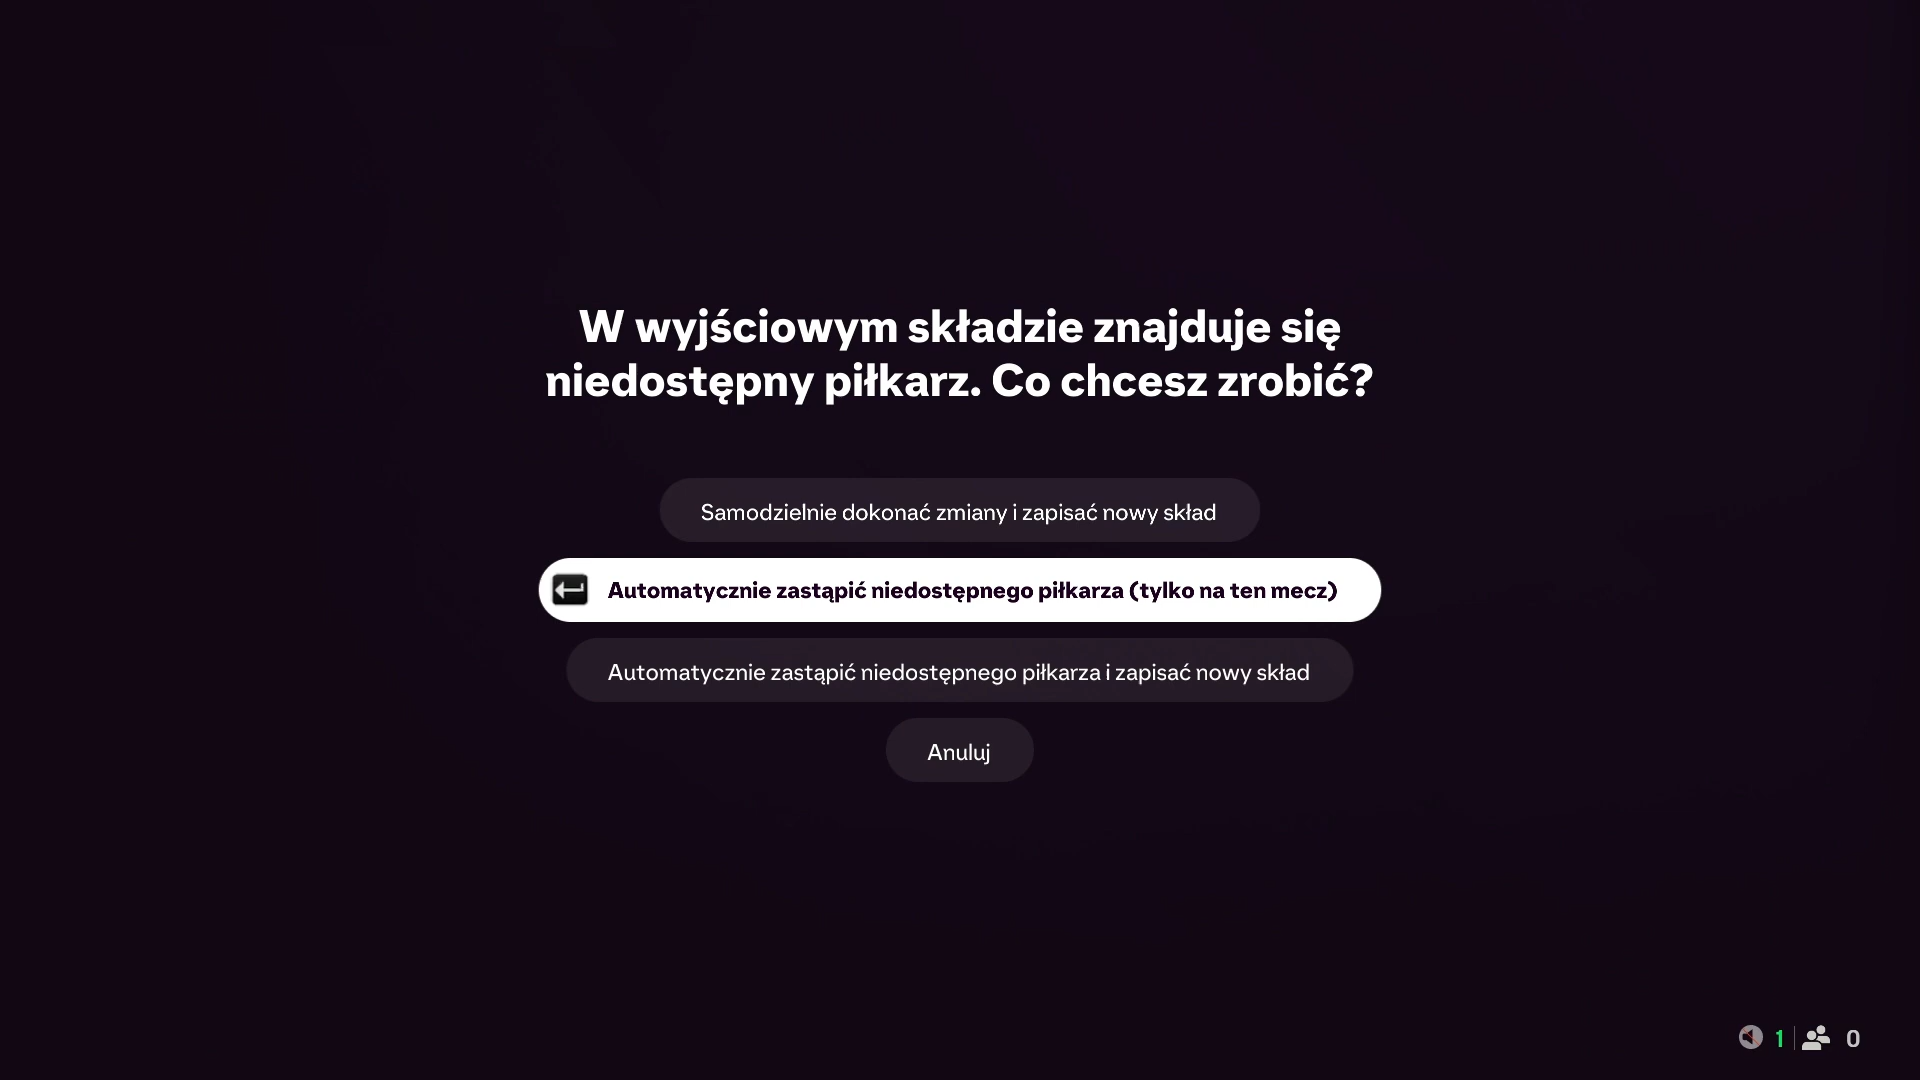 W wyjściowym składzie znajduje się
niedostępny piłkarz. Co chcesz zrobić?
Samodzielnie dokonać zmiany i zapisać nowy skład
Automatycznie zastąpić niedostępnego piłkarza (tylko na ten mecz)
Automatycznie zastąpić niedostępnego piłkarza i zapisać nowy skład
Anuluj
1 0